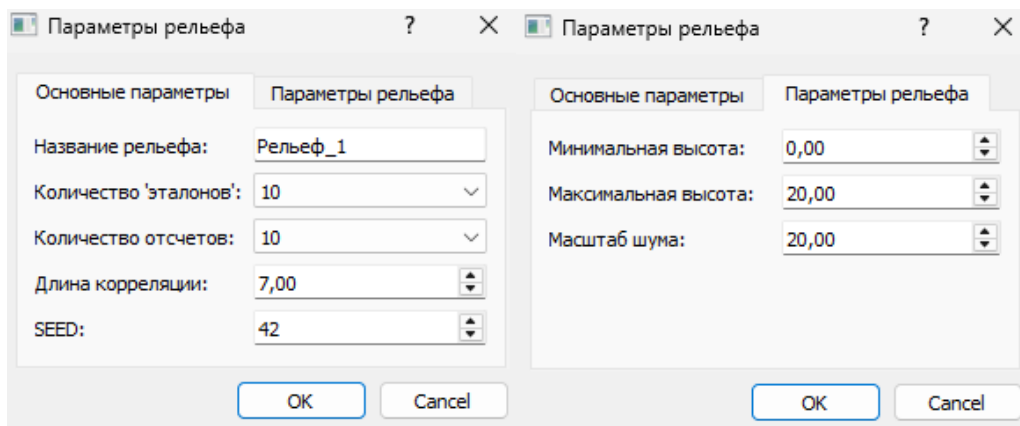 Параметры рельефа ?
Основные параметры Параметры рельефа
Название рельефа: Рельеф_1
Количество 'эталонов': 10
Количество отсчетов: 10
Длина корреляции: 7,00
SEED: 42
OK Cancel
Параметры рельефа ?
Основные параметры Параметры рельефа
Минимальная высота: 0,00
Максимальная высота: 20,00
Масштаб шума: 20,00
OK Cancel